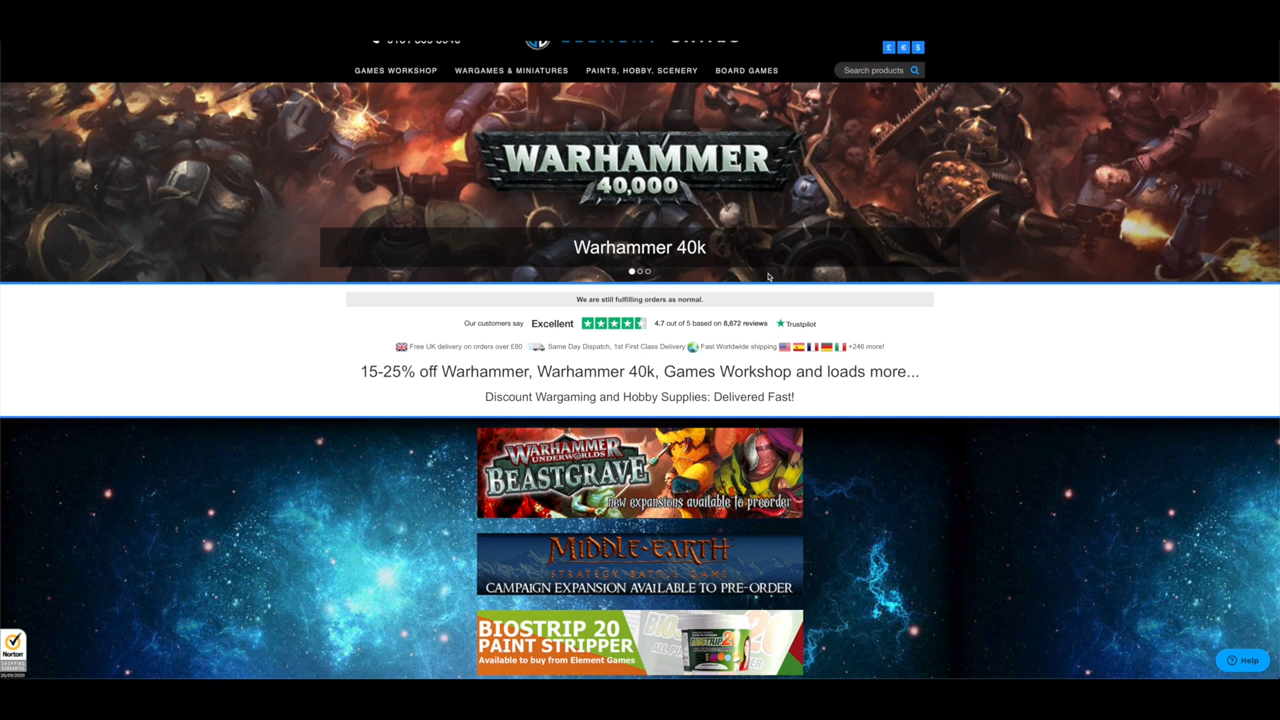 £ € $
GAMES WORKSHOP WARGAMES & MINIATURES PAINTS, HOBBY, SCENERY BOARD GAMES Search products
WARHAMMER
40,000
Warhammer 40k
We are still fulfilling orders as normal.
Our customers say Excellent 4.7 out of 5 based on 8,672 reviews Trustpilot
Free UK delivery on orders over £80 Same Day Dispatch, 1st First Class Delivery Fast Worldwide shipping +246 more!
15-25% off Warhammer, Warhammer 40k, Games Workshop and loads more...
Discount Wargaming and Hobby Supplies: Delivered Fast!
WARHAMMER
UNDERWORLDS
BEASTGRAVE
new expansions available to preorder
MIDDLE-EARTH
STRATEGY BATTLE GAME
CAMPAIGN EXPANSION AVAILABLE TO PRE-ORDER
BIOSTRIP 20
PAINT STRIPPER
Available to buy from Element Games
Norton
SHOPPING
GUARANTEE
Help